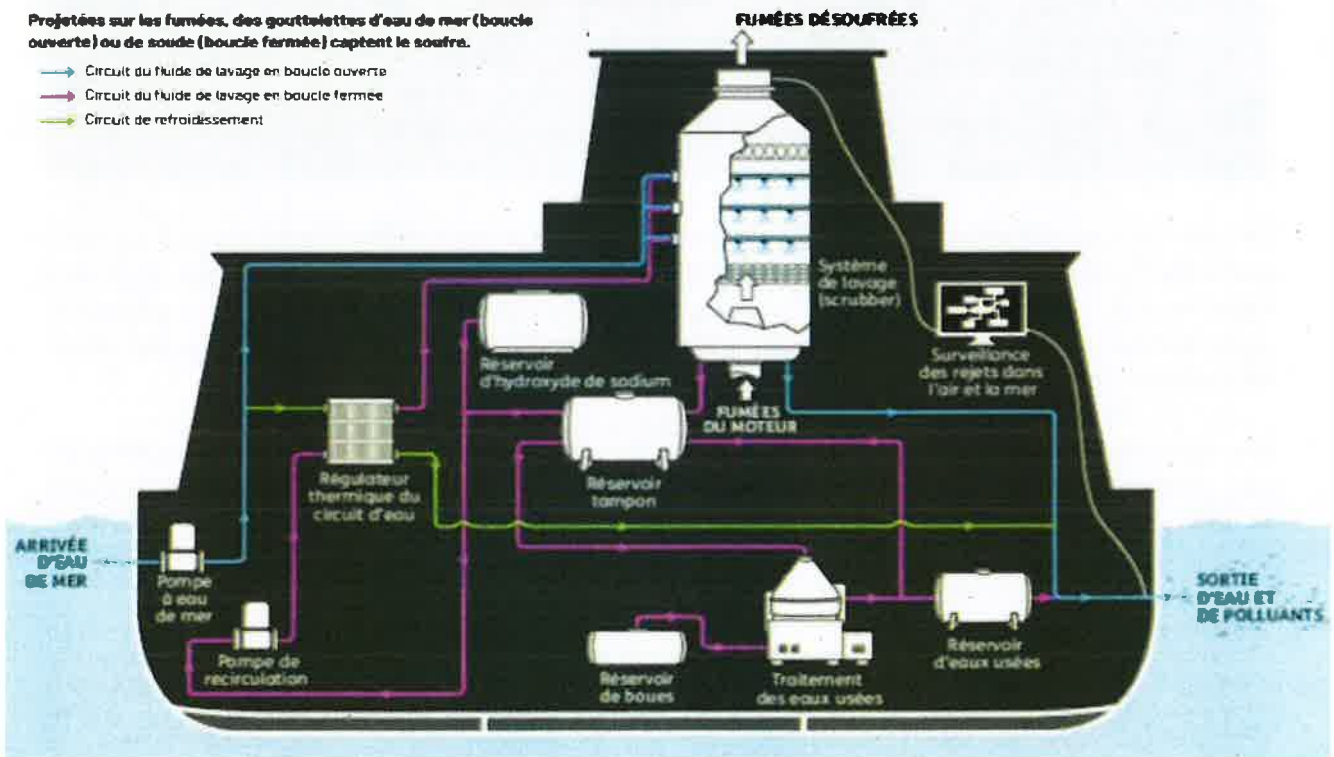 Projetées sur les fumées, des gouttelettes d'eau de mer (boucle
ouverte) ou de soude (boucle fermée) captent le soufre.
Circuit du fluide de lavage en boucle ouverte
Circuit du fluide de lavage en boucle fermée
Circuit de refroidissement
FUMÉES DÉSOUFRÉES
Système
de lavage
(scrubber)
Surveillance
des rejets dans
l'air et la mer
Réservoir
d'hydroxyde de sodium
FUMÉES
DU MOTEUR
Réservoir
tampon
Régulateur
thermique du
circuit d'eau
ARRIVÉE
D'EAU
DE MER
Pompe
à eau
de mer
Pompe de
recirculation
Réservoir
de boues
Traitement
des eaux usées
Réservoir
d'eaux usées
SORTIE
D'EAU ET
DE POLLUANTS